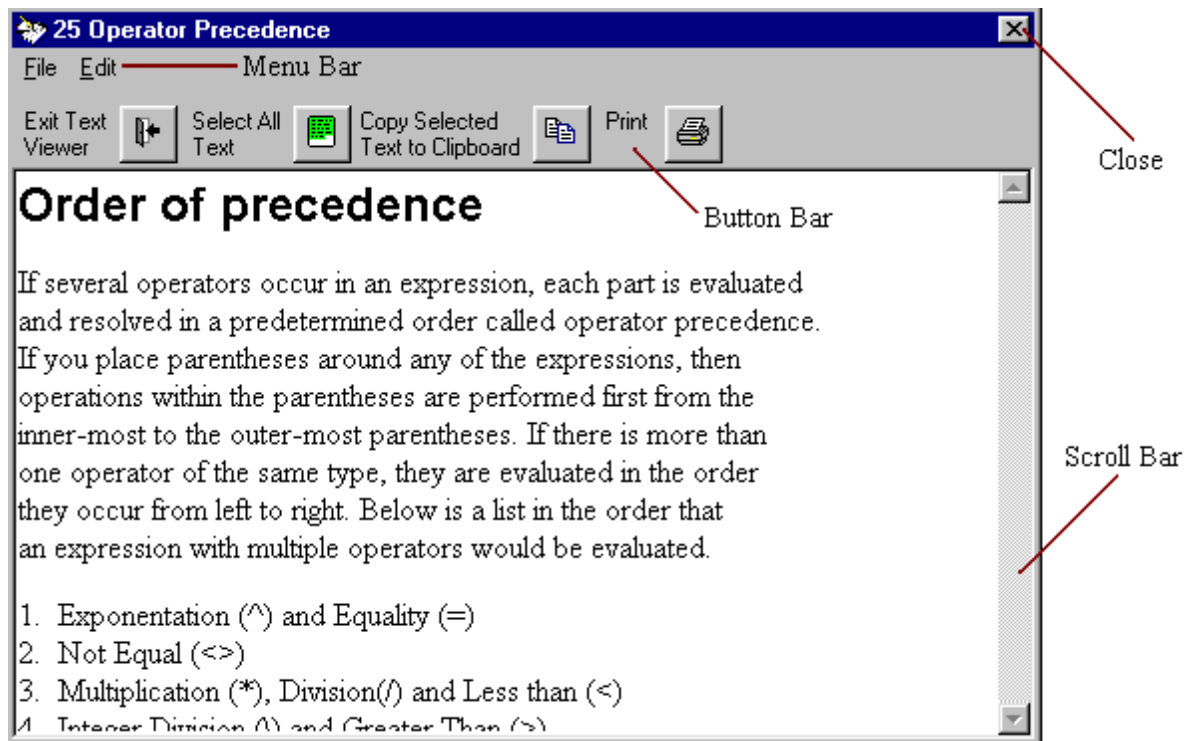 25 Operator Precedence
File Edit Menu Bar
Exit Text Viewer
Select All Text
Copy Selected Text to Clipboard
Print
Close
Button Bar
Order of precedence
If several operators occur in an expression, each part is evaluated
and resolved in a predetermined order called operator precedence.
If you place parentheses around any of the expressions, then
operations within the parentheses are performed first from the
inner-most to the outer-most parentheses. If there is more than
one operator of the same type, they are evaluated in the order
they occur from left to right. Below is a list in the order that
an expression with multiple operators would be evaluated.
Scroll Bar
1. Exponentation (^) and Equality (=)
2. Not Equal (<>)
3. Multiplication (*), Division(/) and Less than (<)
4. Integer Division (\) and Greater Than (>)